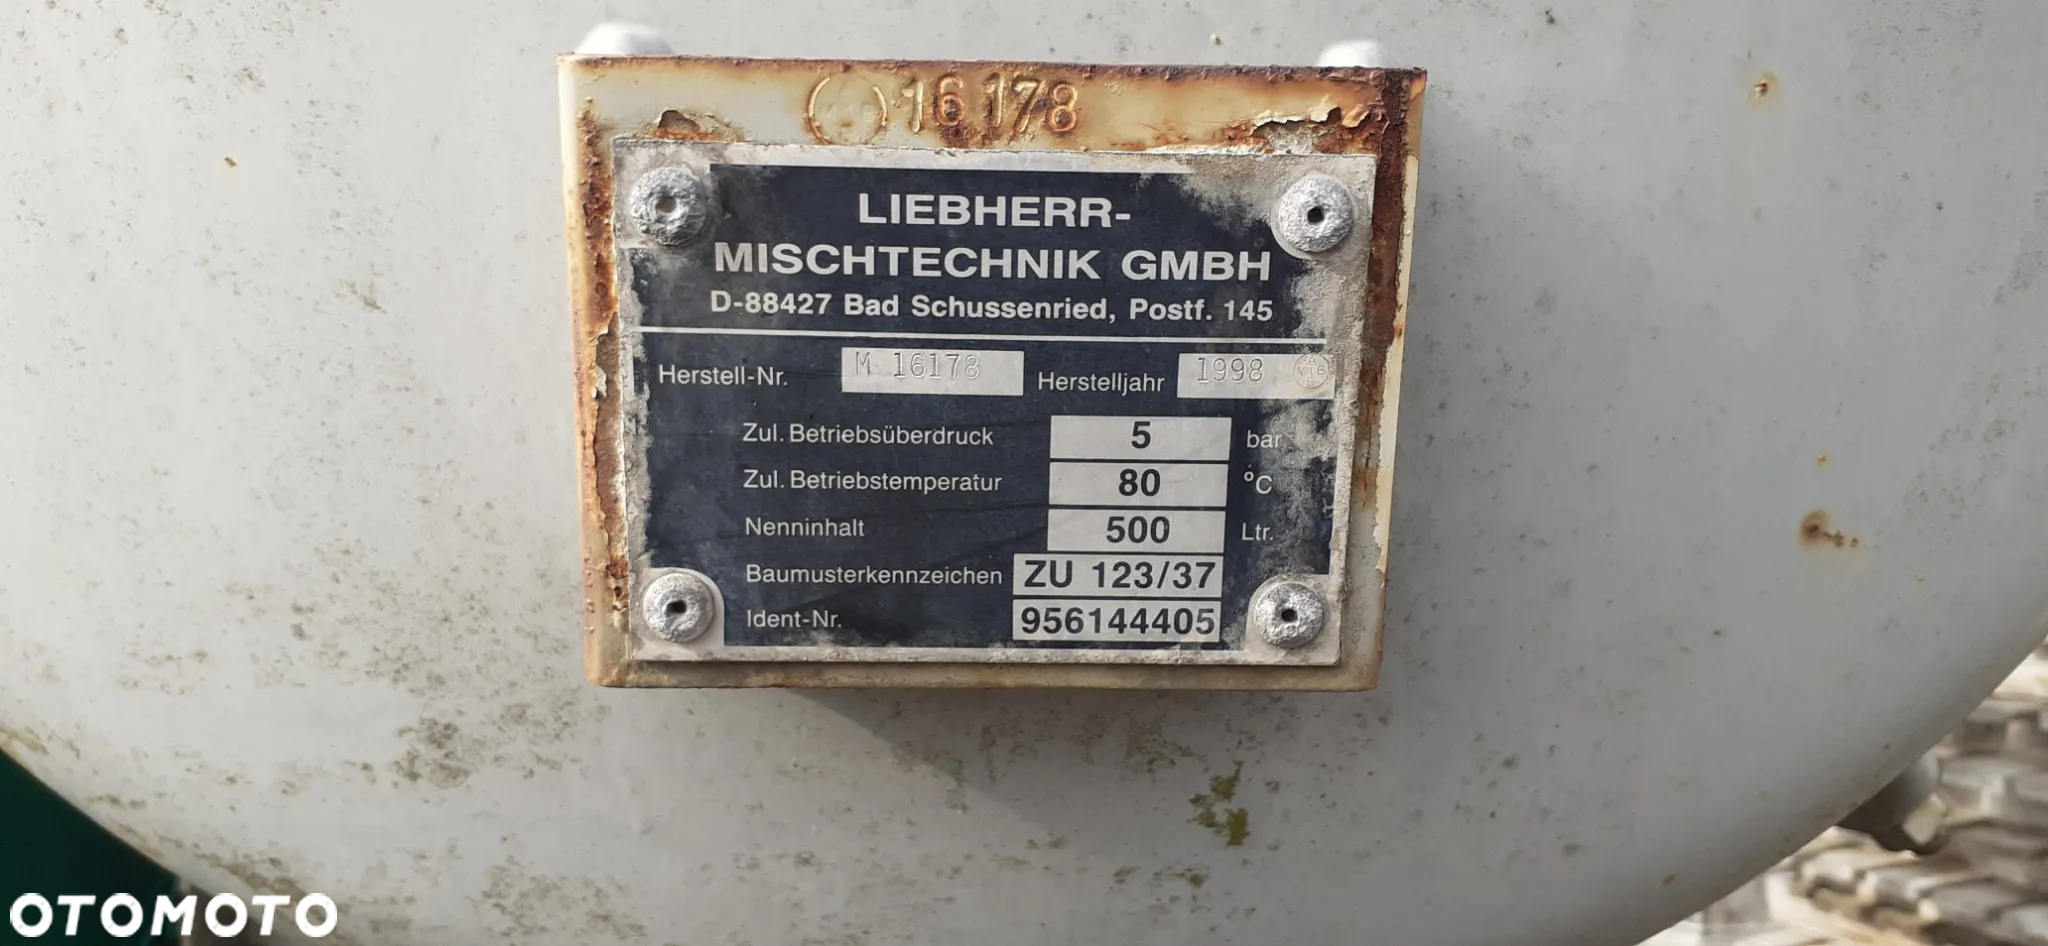 16178
LIEBHERR-
MISCHTECHNIK GMBH
D-88427 Bad Schussenried, Postf. 145
Herstell-Nr. M 16178 Herstelljahr 1998
Zul. Betriebsüberdruck 5 bar
Zul. Betriebstemperatur 80 °C
Nenninhalt 500 Ltr.
Baumusterkennzeichen ZU 123/37
Ident-Nr. 956144405
OTOMOTO